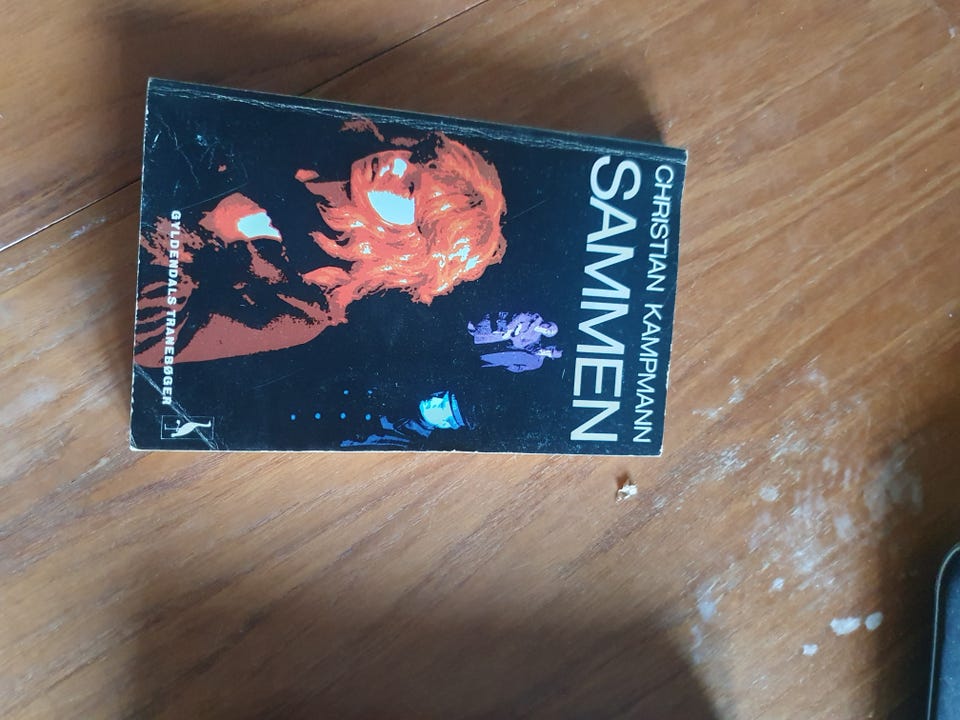 CHRISTIAN KAMPMANN
SAMMEN
GYLDENDALS TRANEBØGER